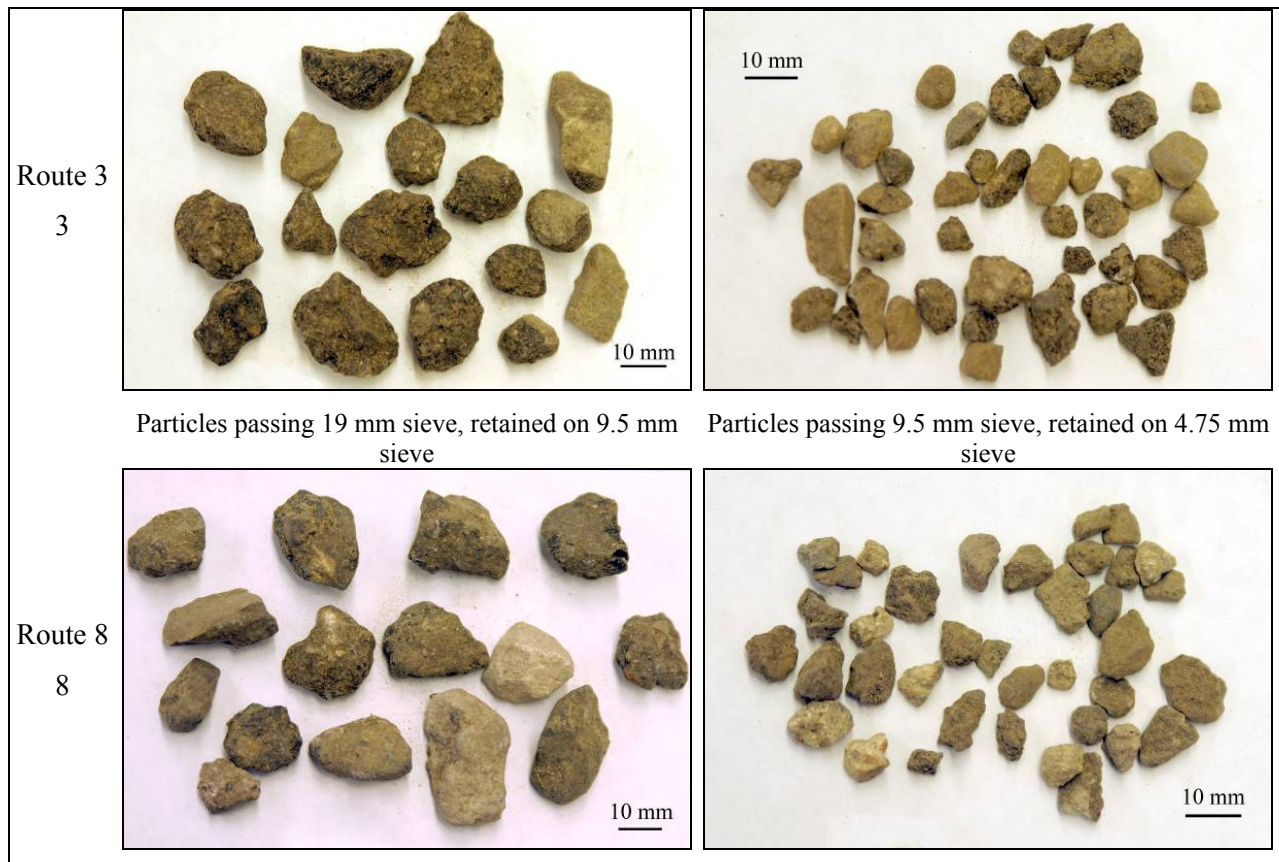 Route 3
3
10 mm
10 mm
Particles passing 19 mm sieve, retained on 9.5 mm
sieve
Particles passing 9.5 mm sieve, retained on 4.75 mm
sieve
Route 8
8
10 mm
10 mm